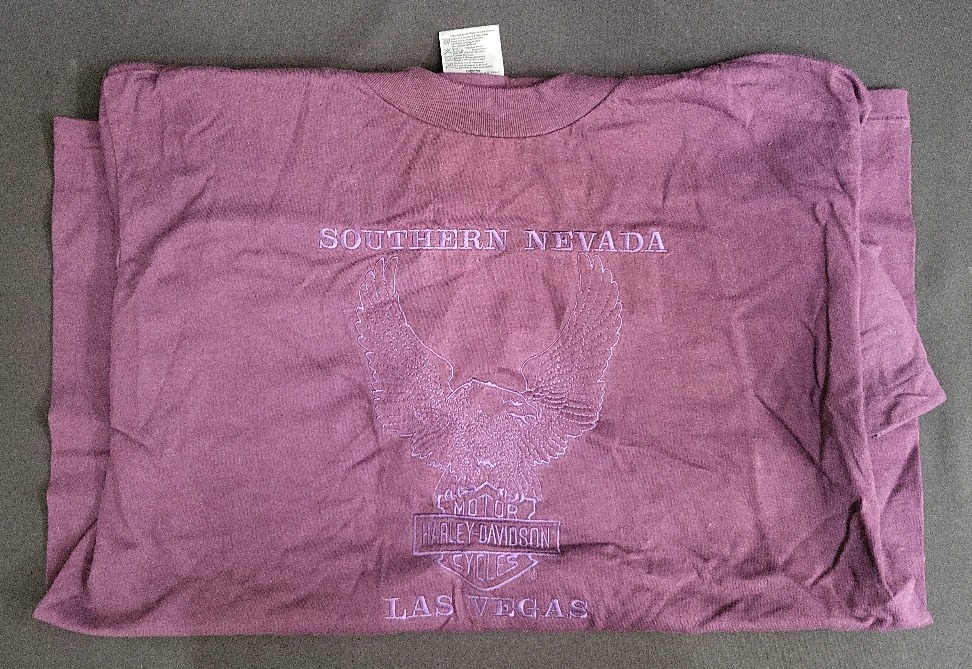 SOUTHERN NEVADA
MOTOR
HARLEY-DAVIDSON
CYCLES
LAS VEGAS